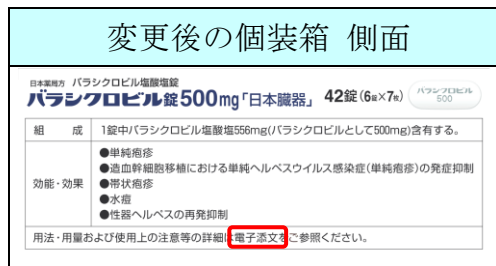 変更後の個装箱 側面
日本薬局方 バラシクロビル塩酸塩錠
バラシクロビル錠500mg「日本臓器」 42錠(6錠×7枚) バラシクロビル
500
組成 1錠中バラシクロビル塩酸塩556mg(バラシクロビルとして500mg)含有する。
効能・効果 ●単純疱疹
●造血幹細胞移植における単純ヘルペスウイルス感染症(単純疱疹)の発症抑制
●帯状疱疹
●水痘
●性器ヘルペスの再発抑制
用法・用量および使用上の注意等の詳細は電子添文をご参照ください。